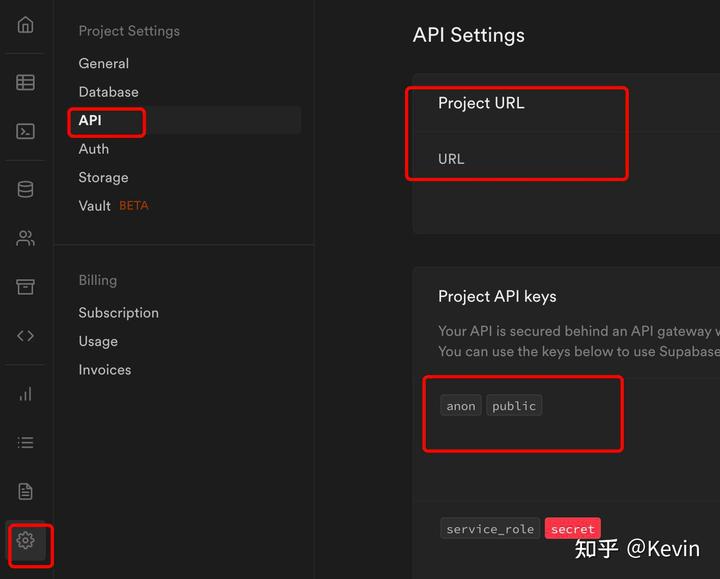 Project Settings
General
Database
API
Auth
Storage
Vault BETA
Billing
Subscription
Usage
Invoices
API Settings
Project URL
URL
Project API keys
Your API is secured behind an API gateway
You can use the keys below to use Supabase
anon public
service_role secret
知乎 @Kevin